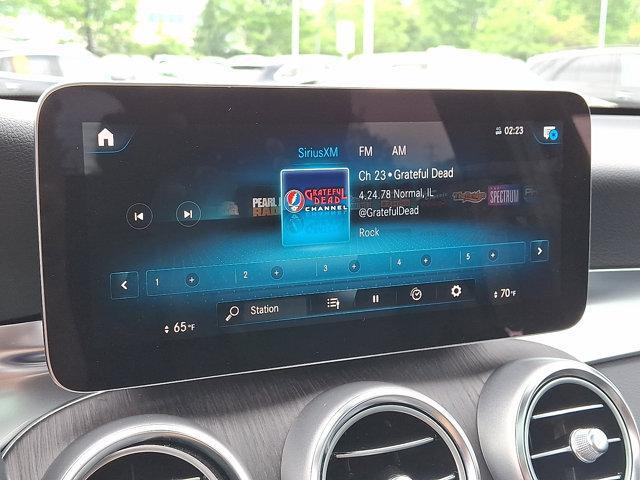 02:23
SiriusXM FM AM
Ch 23 • Grateful Dead
4.24.78 Normal, IL
@GratefulDead
Rock
PEARL
GRATEFUL
DEAD
CHANNEL
SPECTRUM
1 + 2 + 3 + 4 + 5 +
Station
65°F
70°F